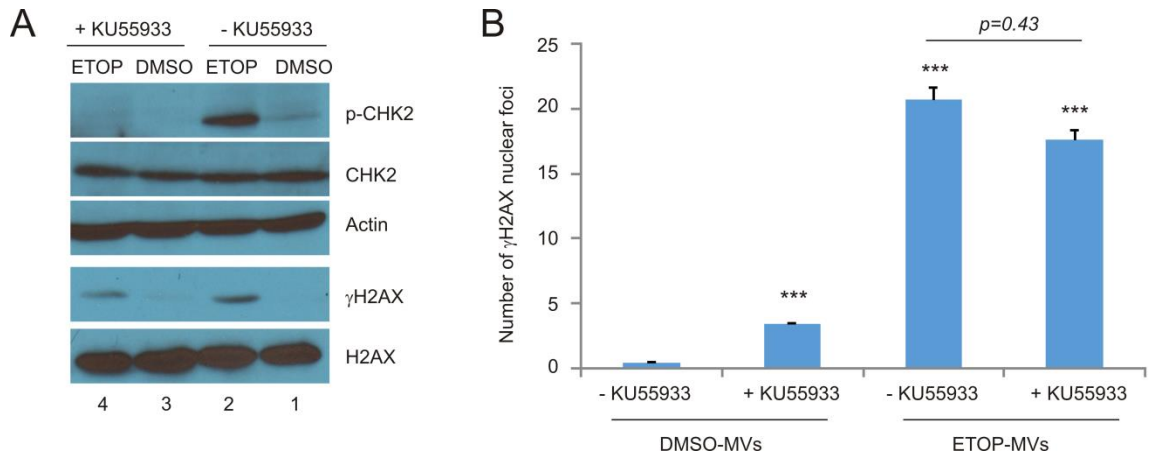 A
+ KU55933 - KU55933
ETOP DMSO ETOP DMSO
p-CHK2
CHK2
Actin
γH2AX
H2AX
4 3 2 1
B
p=0.43
25
20
15
10
5
0
Number of γH2AX nuclear foci
***
***
***
- KU55933 + KU55933 - KU55933 + KU55933
DMSO-MVs ETOP-MVs